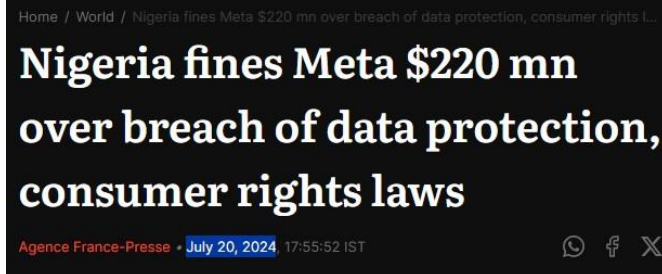 Home / World / Nigeria fines Meta $220 mn over breach of data protection, consumer rights l...
Nigeria fines Meta $220 mn
over breach of data protection,
consumer rights laws
Agence France-Presse • July 20, 2024, 17:55:52 IST